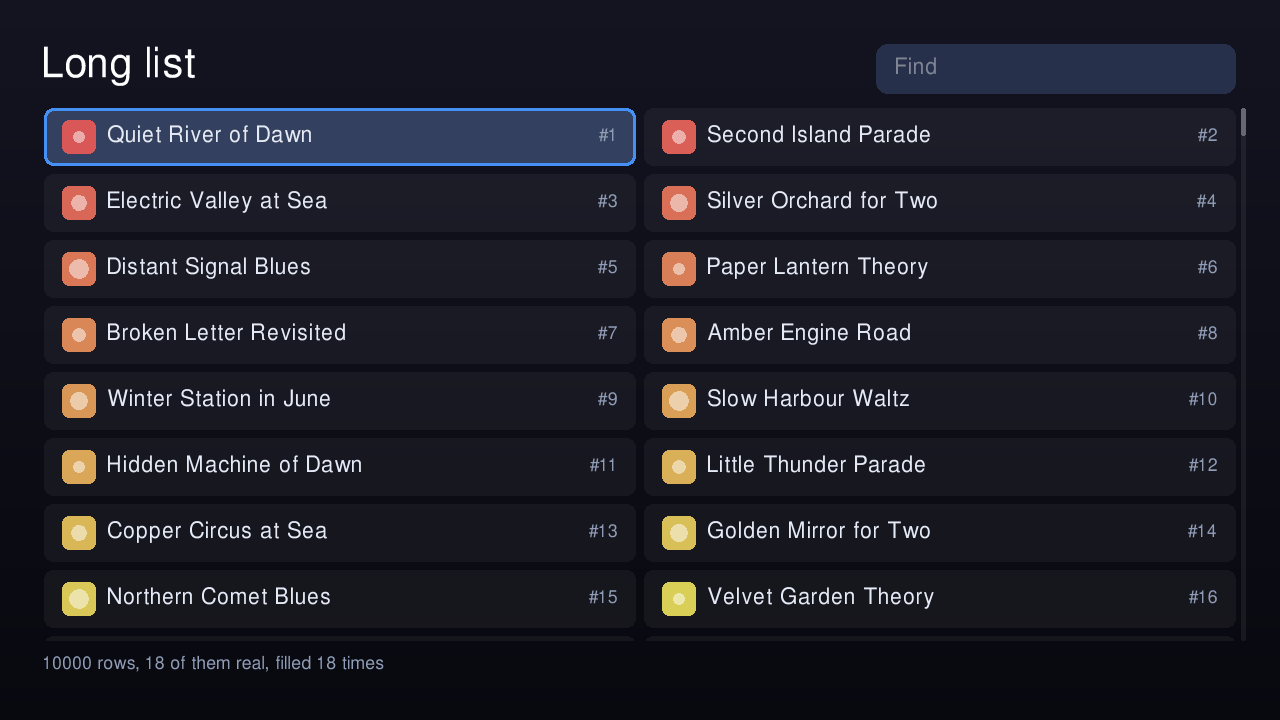 Long list
Find
Quiet River of Dawn #1
Second Island Parade #2
Electric Valley at Sea #3
Silver Orchard for Two #4
Distant Signal Blues #5
Paper Lantern Theory #6
Broken Letter Revisited #7
Amber Engine Road #8
Winter Station in June #9
Slow Harbour Waltz #10
Hidden Machine of Dawn #11
Little Thunder Parade #12
Copper Circus at Sea #13
Golden Mirror for Two #14
Northern Comet Blues #15
Velvet Garden Theory #16
10000 rows, 18 of them real, filled 18 times